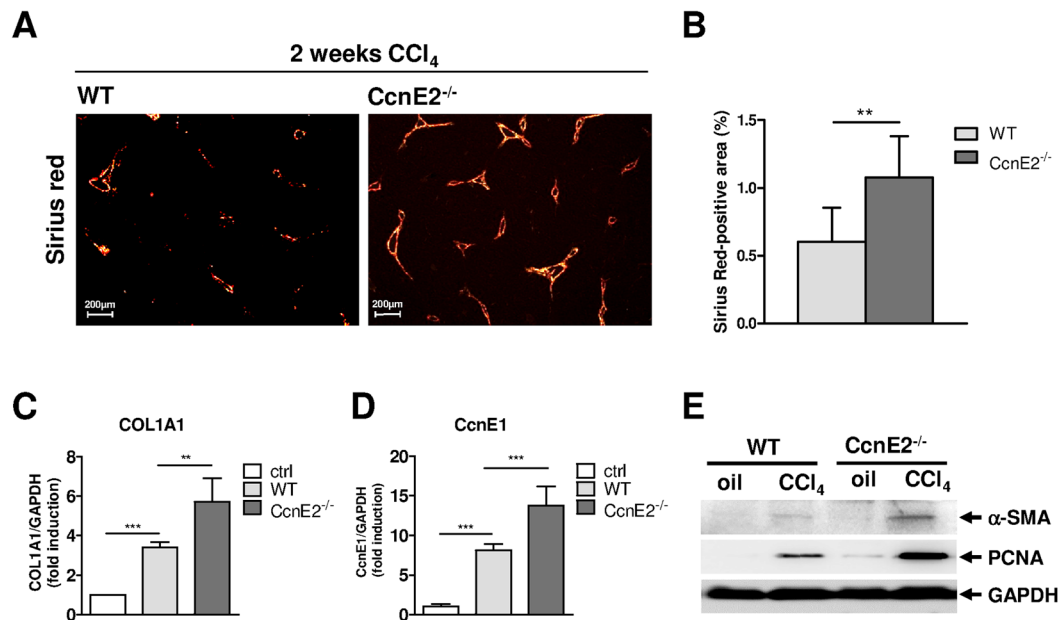 A
2 weeks CCl₄
WT
CcnE2⁻/⁻
Sirius red
200µm
200µm
B
Sirius Red-positive area (%)
1.5
1.0
0.5
0.0
**
WT
CcnE2⁻/⁻
C
COL1A1
COL1A1/GAPDH
(fold induction)
8
6
4
2
0
***
**
ctrl
WT
CcnE2⁻/⁻
D
CcnE1
CcnE1/GAPDH
(fold induction)
20
15
10
5
0
***
***
ctrl
WT
CcnE2⁻/⁻
E
WT
CcnE2⁻/⁻
oil
CCl₄
oil
CCl₄
α-SMA
PCNA
GAPDH